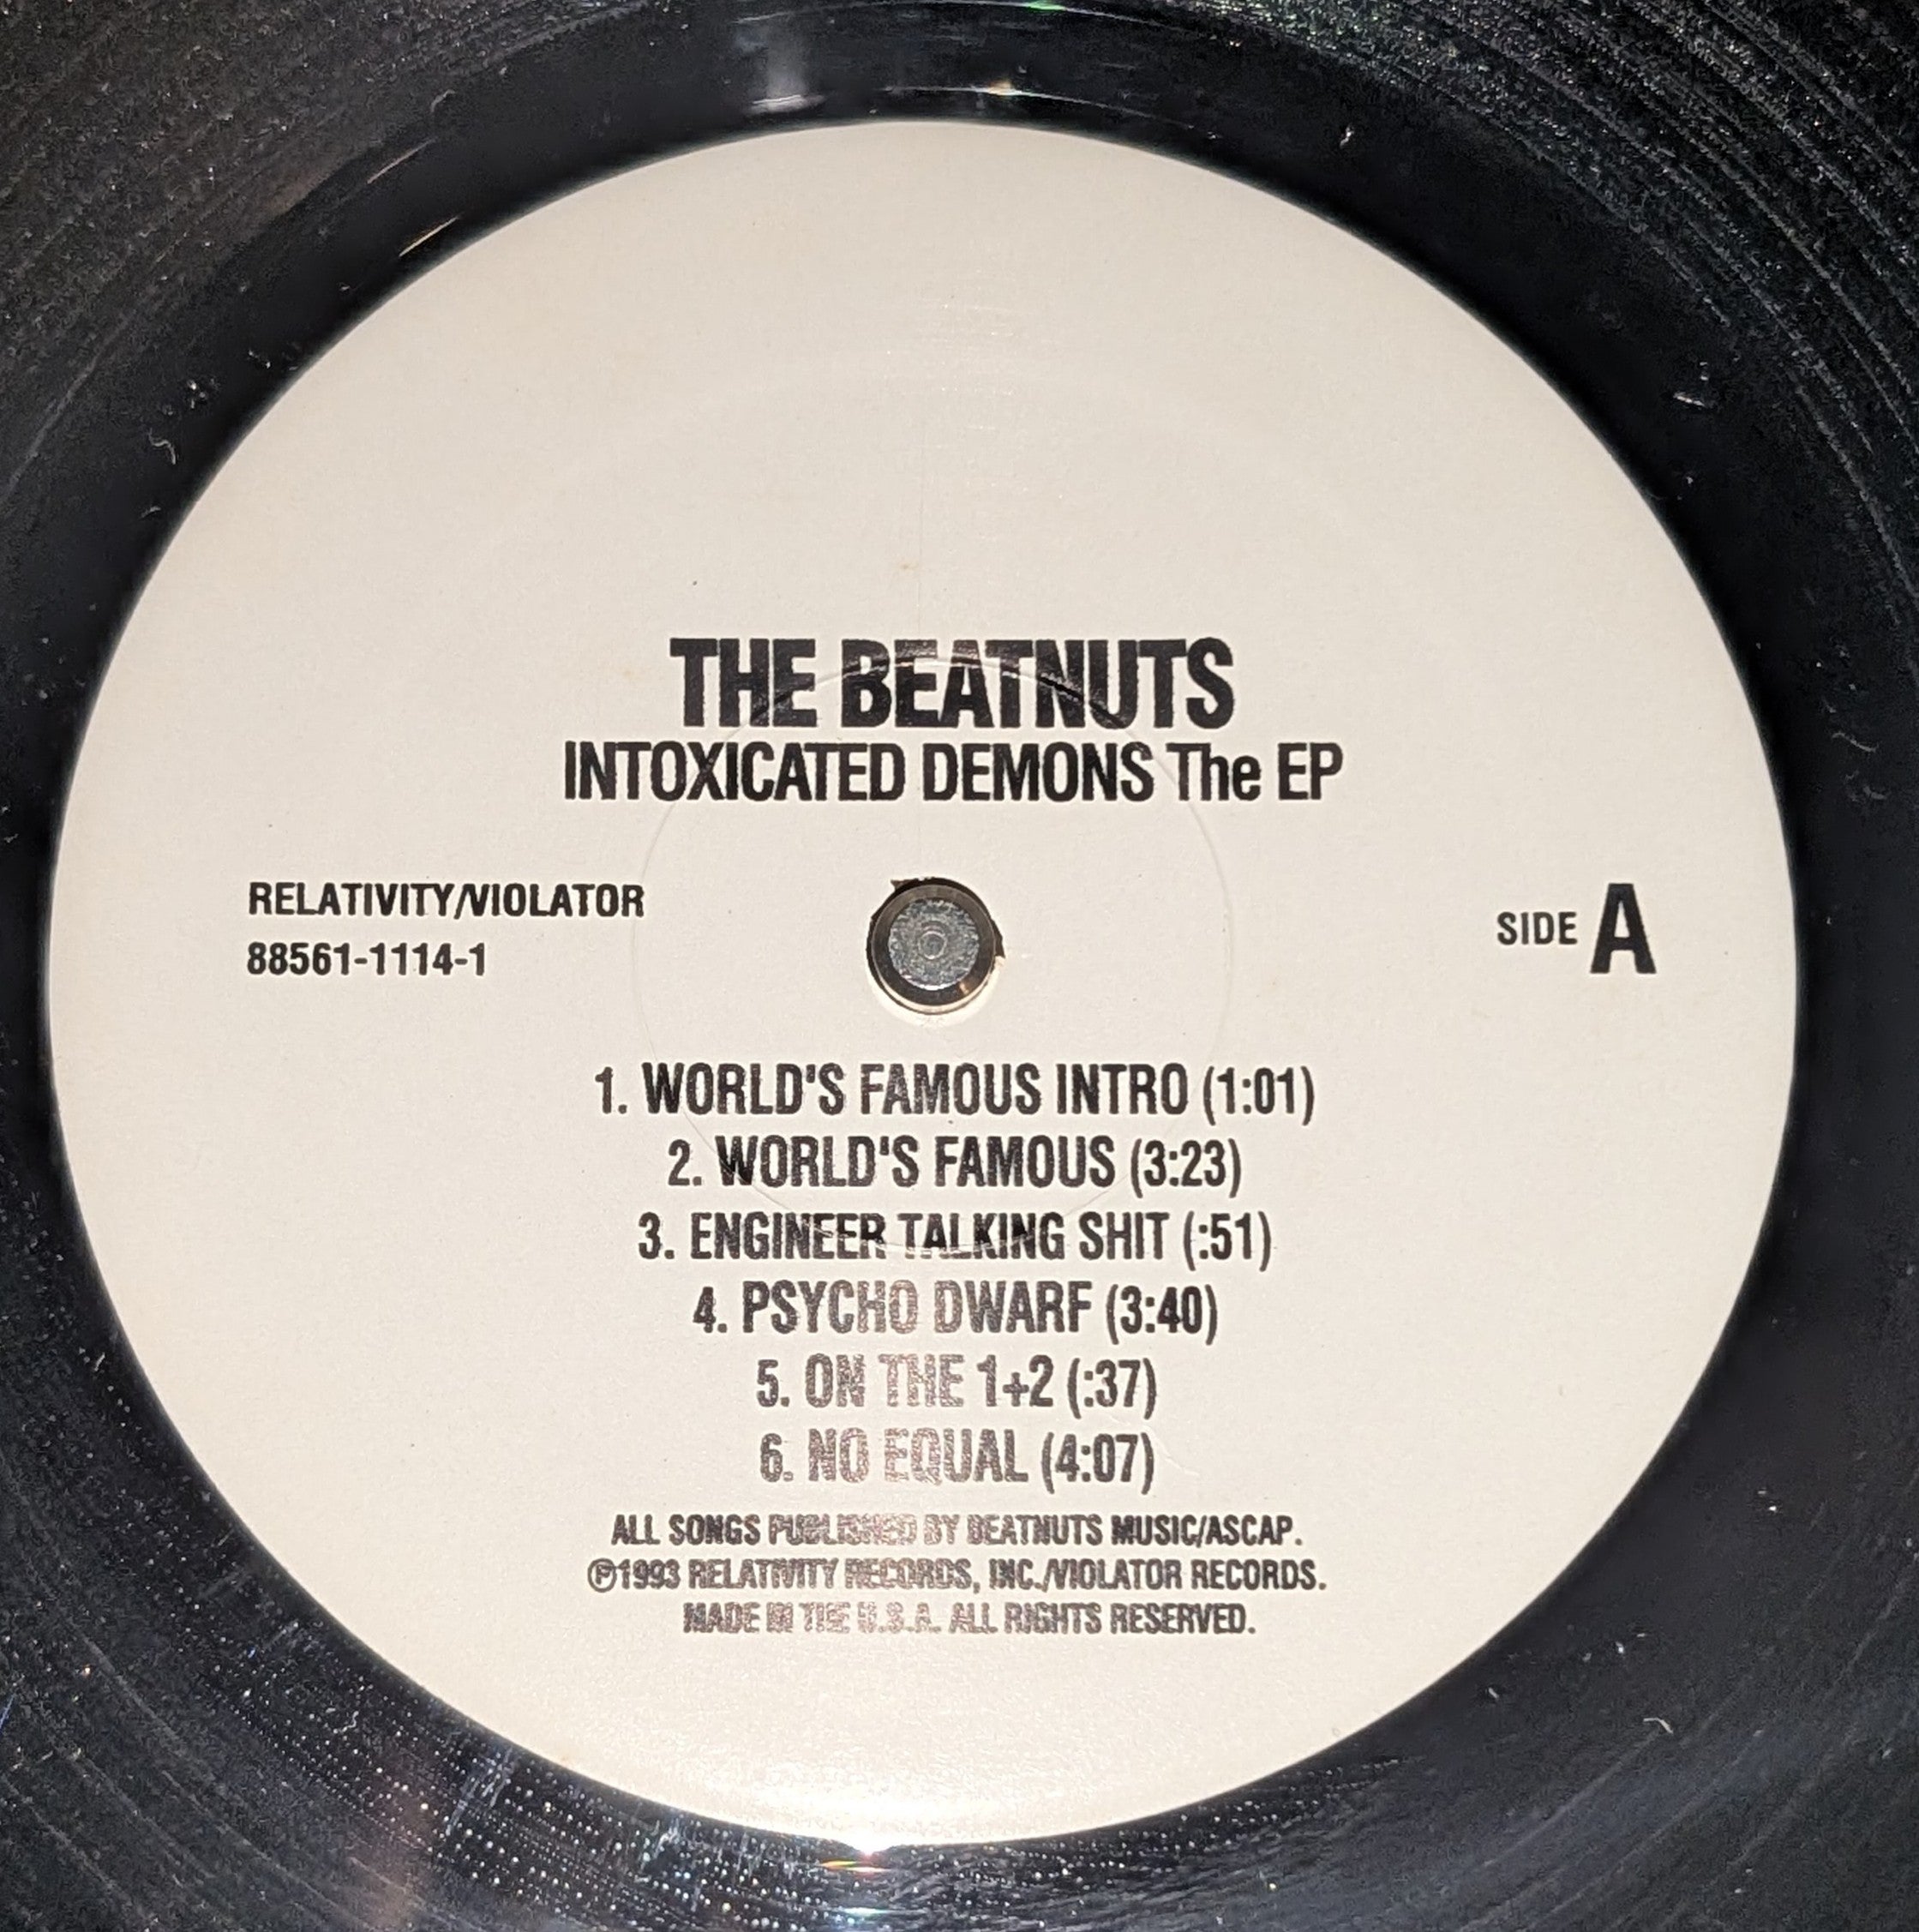 THE BEATNUTS
INTOXICATED DEMONS The EP
RELATIVITY/VIOLATOR
88561-1114-1
SIDE A
1. WORLD'S FAMOUS INTRO (1:01)
2. WORLD'S FAMOUS (3:23)
3. ENGINEER TALKING SHIT (:51)
4. PSYCHO DWARF (3:40)
5. ON THE 1+2 (:37)
6. NO EQUAL (4:07)
ALL SONGS PUBLISHED BY BEATNUTS MUSIC/ASCAP.
℗1993 RELATIVITY RECORDS, INC./VIOLATOR RECORDS.
MADE IN THE U.S.A. ALL RIGHTS RESERVED.